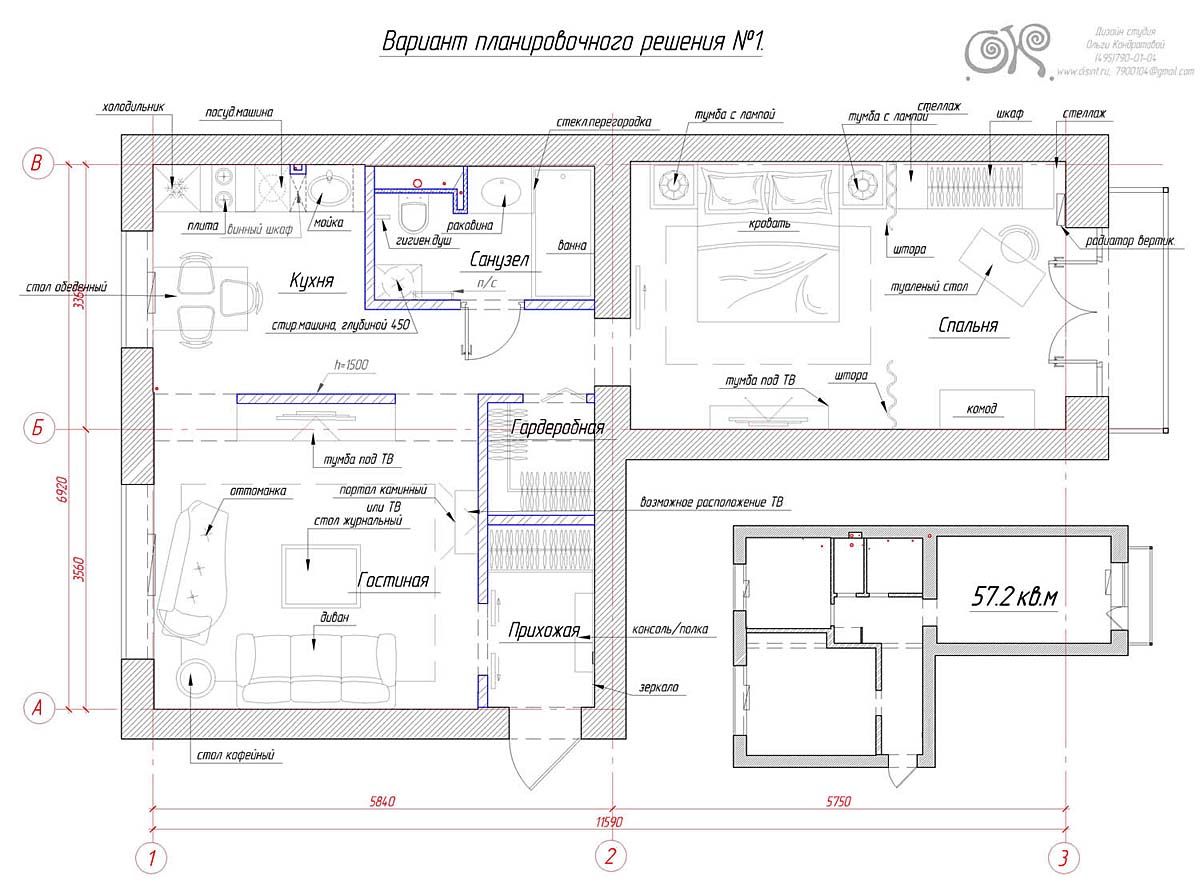 Вариант планировочного решения №1.
Дизайн студия
Ольги Кондратовой
(495)790-01-04
www.disint.ru, 7900104@gmail.com
холодильник
посуд.машина
стекл.перегородка
тумба с лампой
тумба с лампой
стеллаж
шкаф
стеллаж
В
плита
винный шкаф
мойка
раковина
гигиен.душ
ванна
кровать
штора
радиатор вертик.
Санузел
п/с
Кухня
стол обеденный
3360
туаленый стол
стир.машина, глубиной 450
Спальня
h=1500
тумба под ТВ
штора
комод
Б
Гардеробная
тумба под ТВ
6920
оттоманка
портал каминный
или ТВ
стол журнальный
возможное расположение ТВ
3560
Гостиная
57.2 кв.м
диван
Прихожая
консоль/полка
зеркало
А
стол кофейный
5840
5750
11590
1
2
3